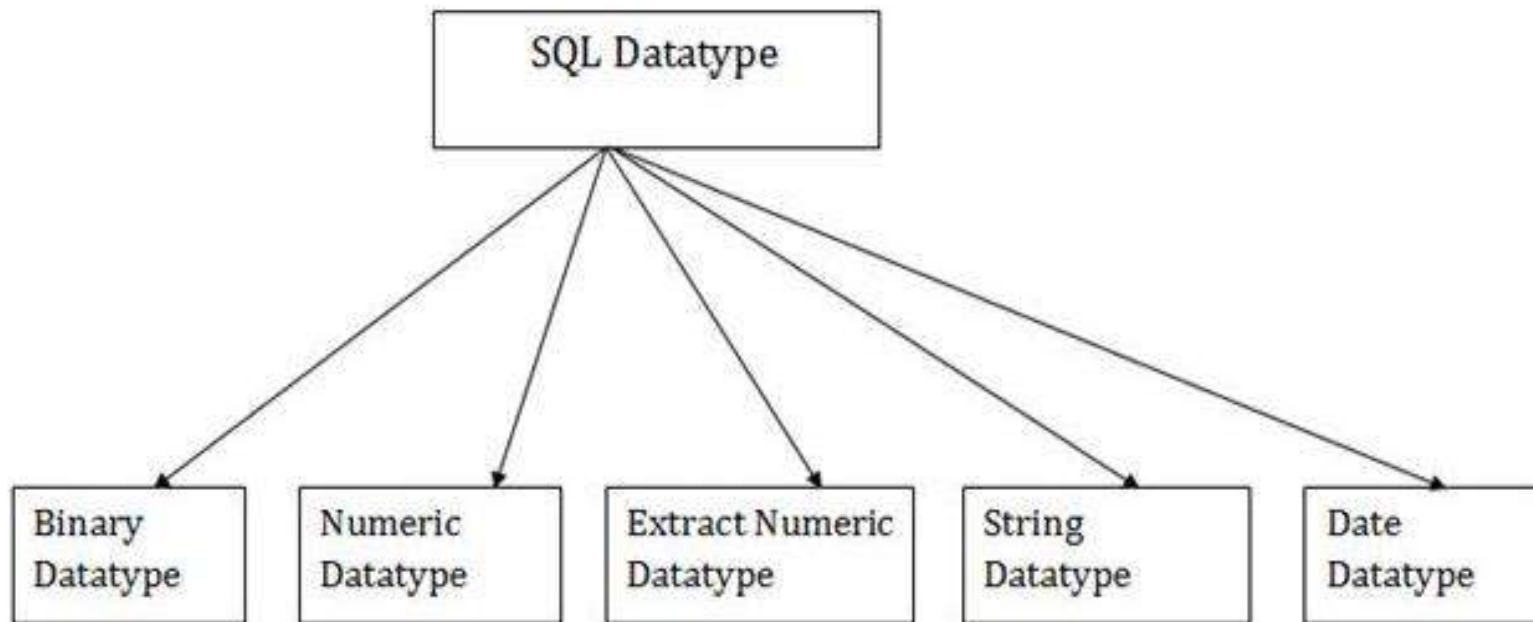 SQL Datatype
Binary
Datatype
Numeric
Datatype
Extract Numeric
Datatype
String
Datatype
Date
Datatype